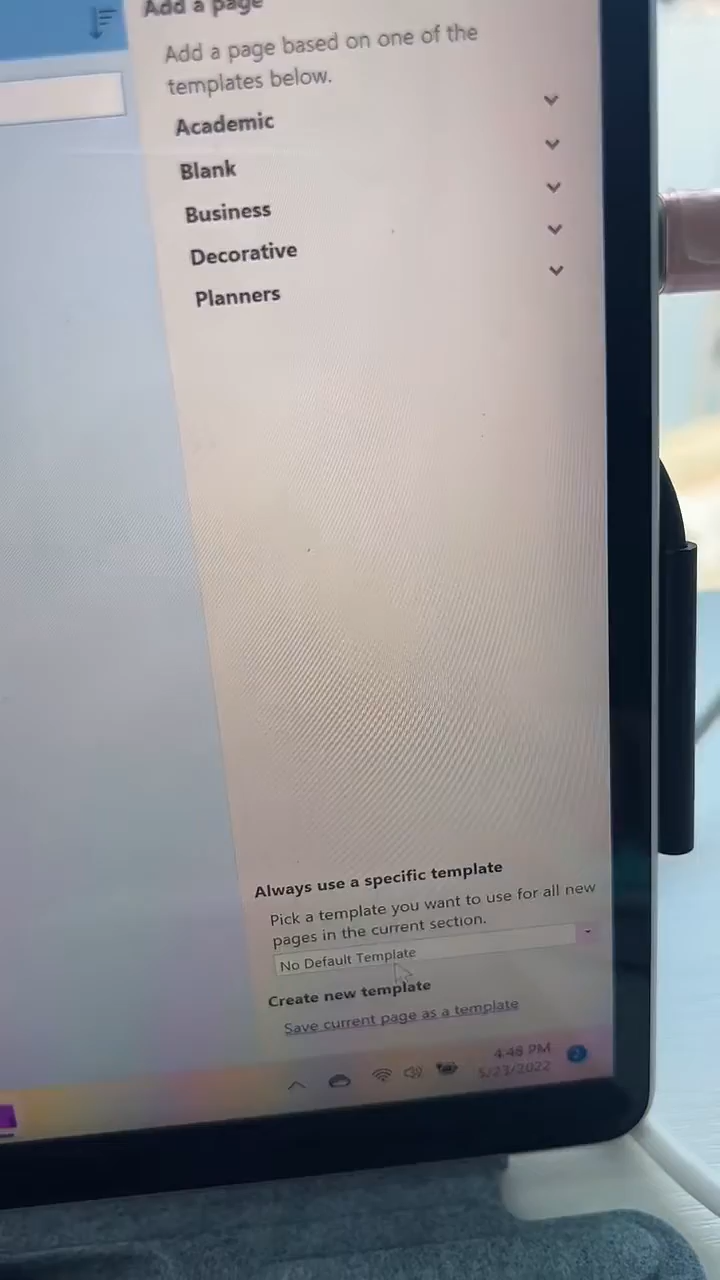 Add a page
Add a page based on one of the
templates below.
Academic
Blank
Business
Decorative
Planners
Always use a specific template
Pick a template you want to use for all new
pages in the current section.
No Default Template
Create new template
Save current page as a template
4:48 PM
5/23/2022